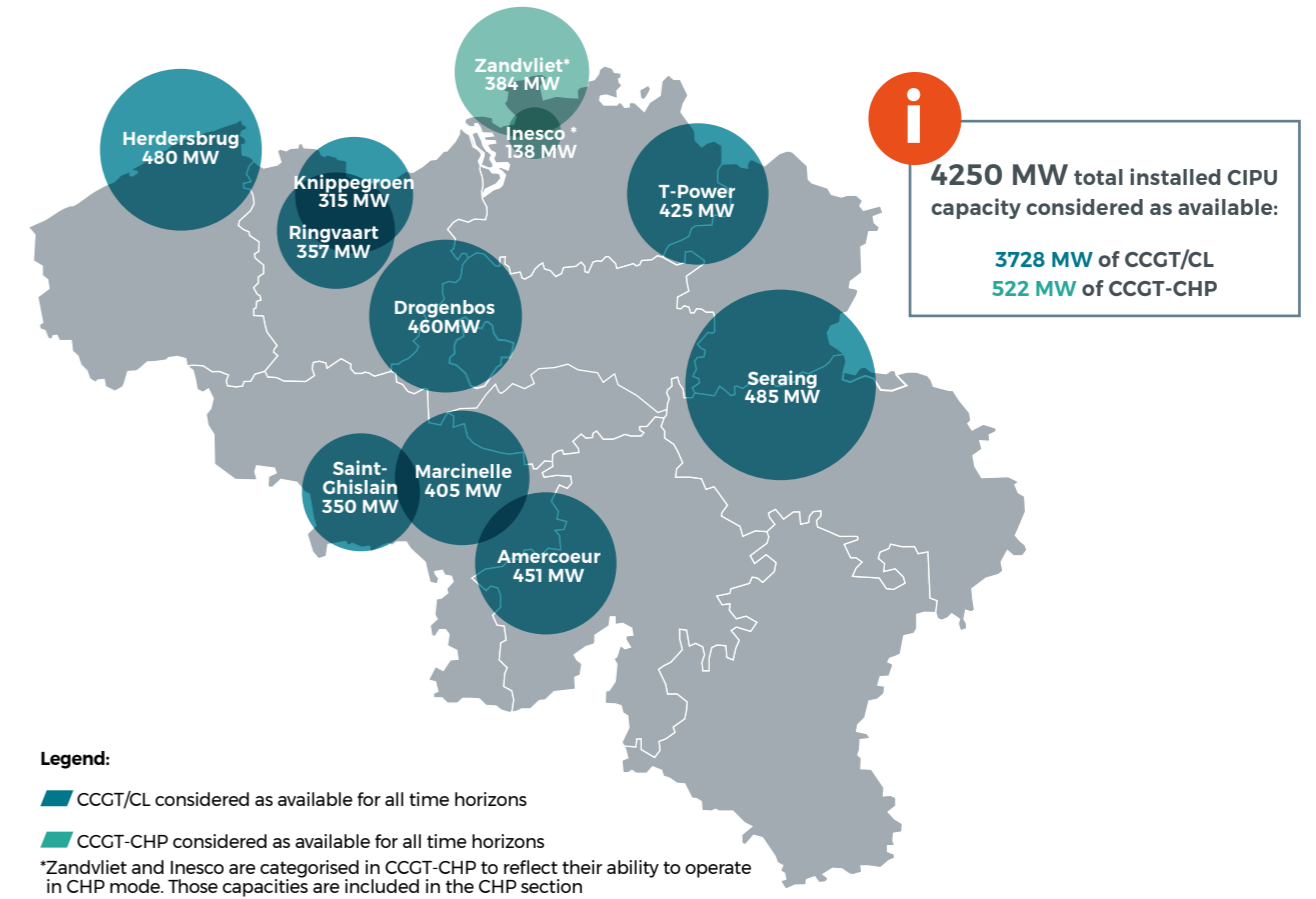 Zandvliet*
384 MW
Inesco *
138 MW
Herdersbrug
480 MW
Knippegroen
315 MW
Ringvaart
357 MW
T-Power
425 MW
Drogenbos
460MW
Seraing
485 MW
Saint-
Ghislain
350 MW
Marcinelle
405 MW
Amercoeur
451 MW
i
4250 MW total installed CIPU
capacity considered as available:
3728 MW of CCGT/CL
522 MW of CCGT-CHP
Legend:
CCGT/CL considered as available for all time horizons
CCGT-CHP considered as available for all time horizons
*Zandvliet and Inesco are categorised in CCGT-CHP to reflect their ability to operate
in CHP mode. Those capacities are included in the CHP section